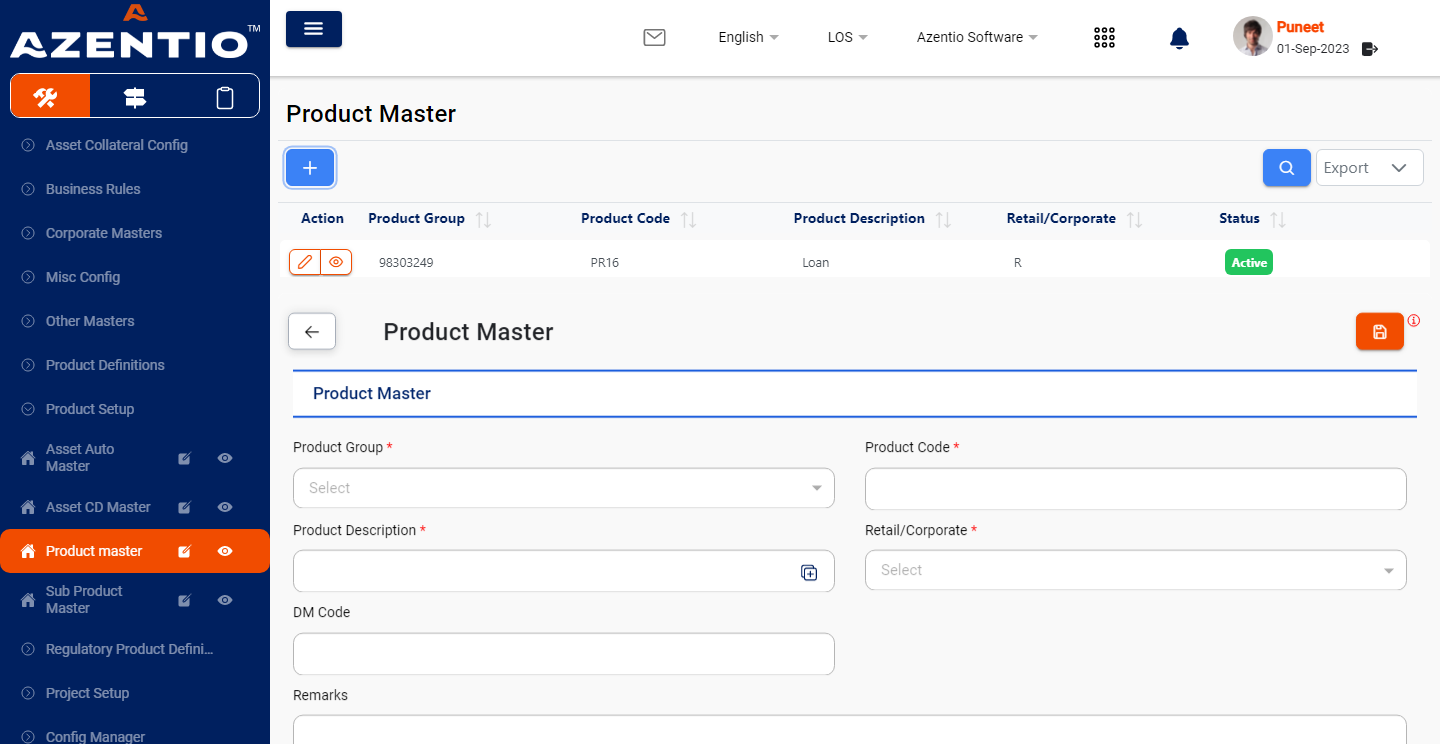 AZENTIO™
English
LOS
Azentio Software
Puneet
01-Sep-2023
Asset Collateral Config
Business Rules
Corporate Masters
Misc Config
Other Masters
Product Definitions
Product Setup
Asset Auto
Master
Asset CD Master
Product master
Sub Product
Master
Regulatory Product Defini...
Project Setup
Config Manager
Product Master
Export
Action Product Group Product Code Product Description Retail/Corporate Status
98303249 PR16 Loan R Active
Product Master
Product Master
Product Group * Product Code *
Select
Product Description * Retail/Corporate *
Select
DM Code
Remarks